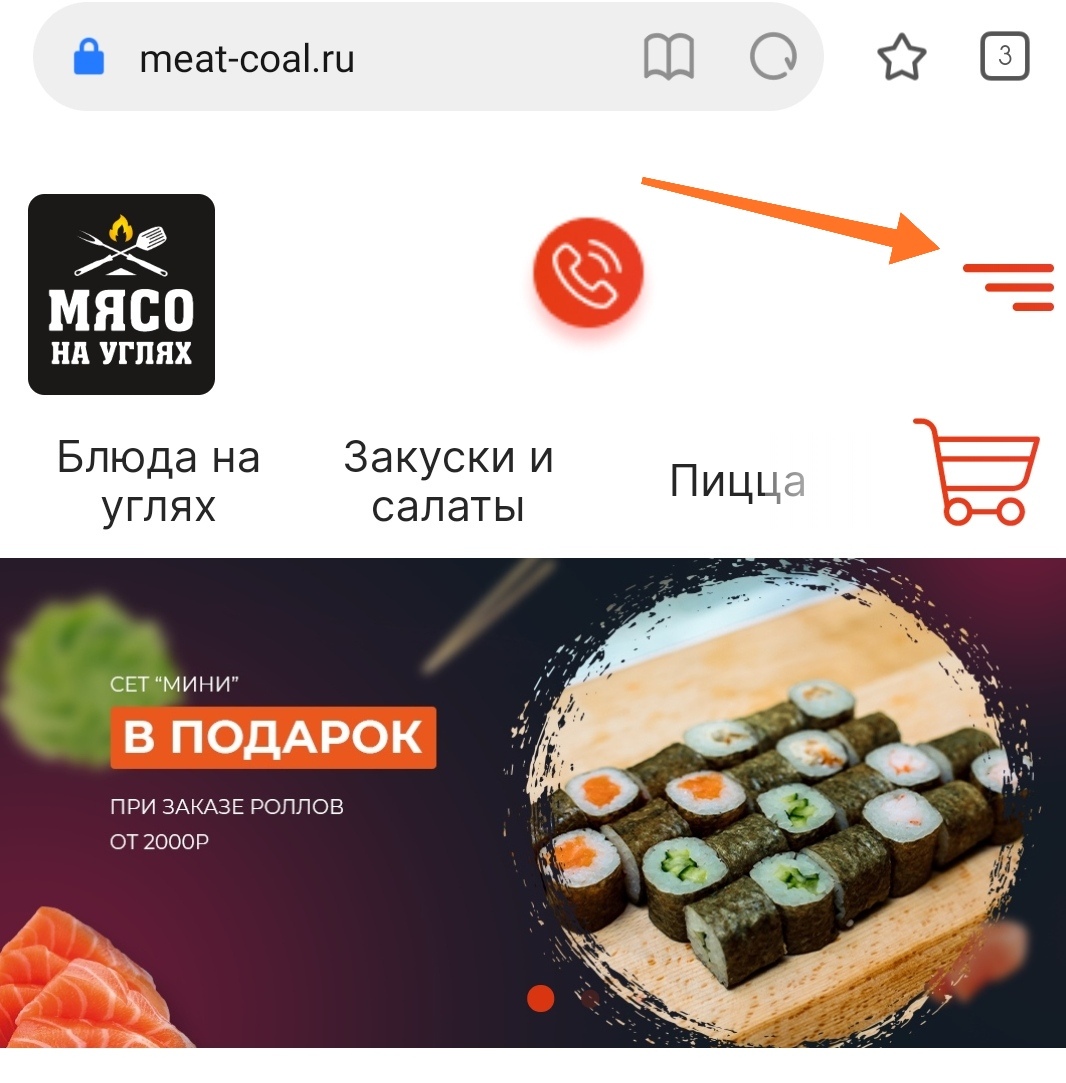 meat-coal.ru
3
МЯСО
НА УГЛЯХ
Блюда на
углях
Закуски и
салаты
Пицца
СЕТ “МИНИ”
В ПОДАРОК
ПРИ ЗАКАЗЕ РОЛЛОВ
ОТ 2000Р